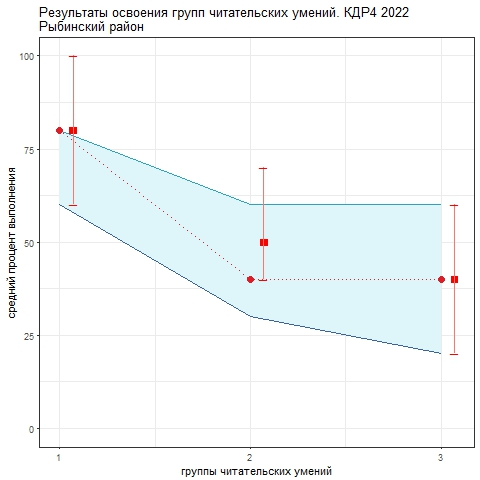 Результаты освоения групп читательских умений. КДР4 2022
Рыбинский район
средний процент выполнения
100
75
50
25
0
1 2 3
группы читательских умений